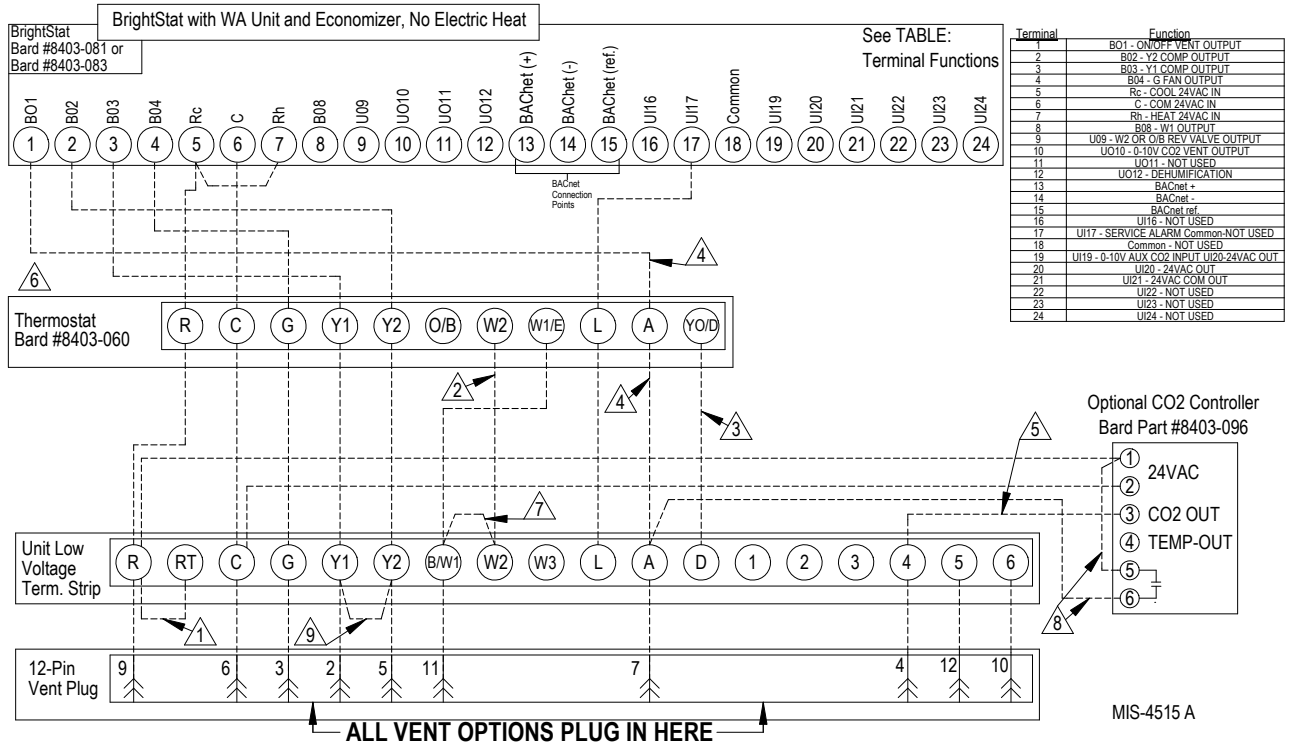 BrightStat with WA Unit and Economizer, No Electric Heat
BrightStat
Bard #8403-081 or
Bard #8403-083
See TABLE:
Terminal Functions
BO1 B02 B03 B04 Rc C Rh B08 U09 UO10 UO11 UO12 BAChet (+) BAChet (-) BAChet (ref.) UI16 UI17 Common UI19 UI20 UI21 UI22 UI23 UI24
1 2 3 4 5 6 7 8 9 10 11 12 13 14 15 16 17 18 19 20 21 22 23 24
BACnet
Connection
Points
Terminal Function
1 BO1 - ON/OFF VENT OUTPUT
2 B02 - Y2 COMP OUTPUT
3 B03 - Y1 COMP OUTPUT
4 B04 - G FAN OUTPUT
5 Rc - COOL 24VAC IN
6 C - COM 24VAC IN
7 Rh - HEAT 24VAC IN
8 B08 - W1 OUTPUT
9 U09 - W2 OR O/B REV VALVE OUTPUT
10 UO10 - 0-10V CO2 VENT OUTPUT
11 UO11 - NOT USED
12 UO12 - DEHUMIFICATION
13 BACnet +
14 BACnet -
15 BACnet ref.
16 UI16 - NOT USED
17 UI17 - SERVICE ALARM Common-NOT USED
18 Common - NOT USED
19 UI19 - 0-10V AUX CO2 INPUT UI20-24VAC OUT
20 UI20 - 24VAC OUT
21 UI21 - 24VAC COM OUT
22 UI22 - NOT USED
23 UI23 - NOT USED
24 UI24 - NOT USED
4
6
Thermostat
Bard #8403-060
R C G Y1 Y2 O/B W2 W1/E L A YO/D
2
4
3
5
7
Optional CO2 Controller
Bard Part #8403-096
1
24VAC
2
3 CO2 OUT
4 TEMP-OUT
5
6
8
Unit Low
Voltage
Term. Strip
R RT C G Y1 Y2 B/W1 W2 W3 L A D 1 2 3 4 5 6
1
9
12-Pin
Vent Plug
9 6 3 2 5 11 7 4 12 10
ALL VENT OPTIONS PLUG IN HERE
MIS-4515 A